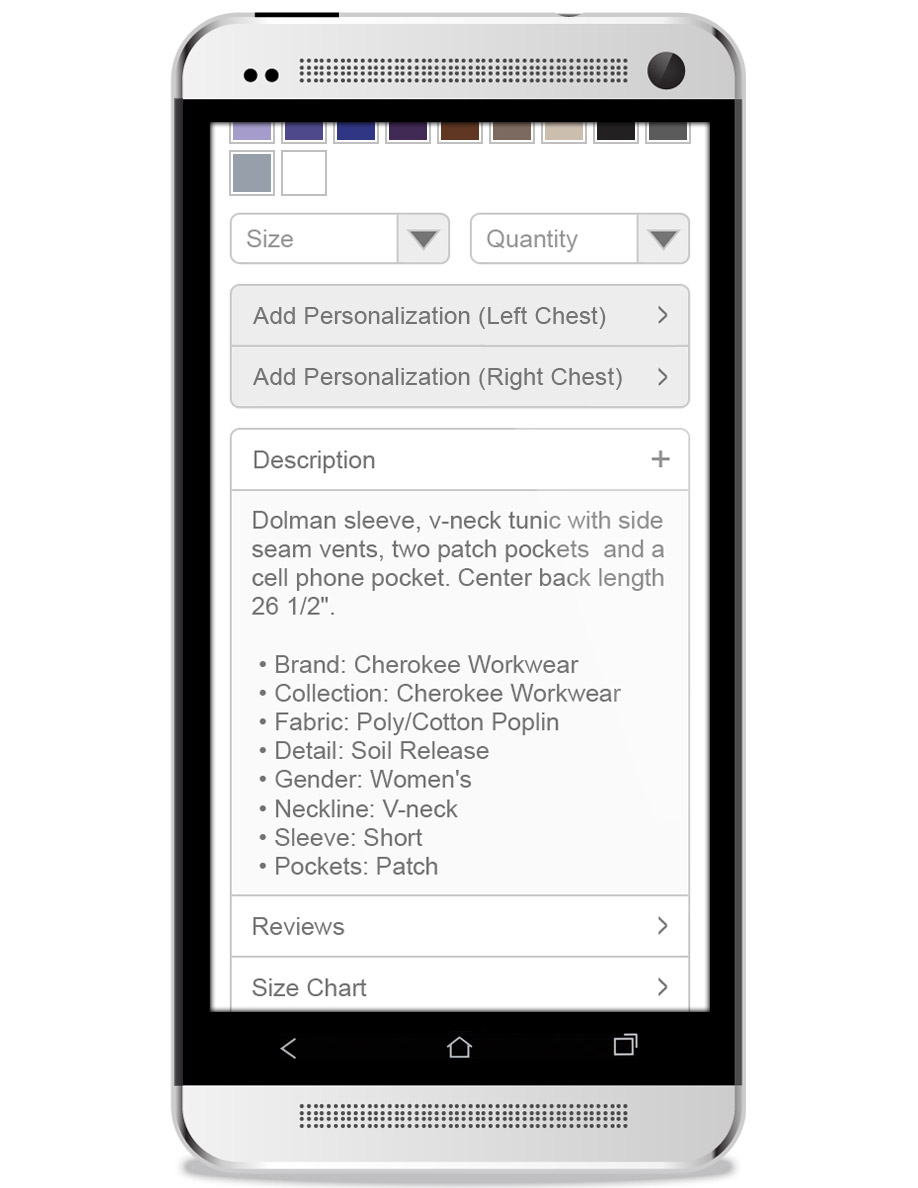 Size
Quantity
Add Personalization (Left Chest)
Add Personalization (Right Chest)
Description
Dolman sleeve, v-neck tunic with side
seam vents, two patch pockets  and a
cell phone pocket. Center back length
26 1/2".
• Brand: Cherokee Workwear
• Collection: Cherokee Workwear
• Fabric: Poly/Cotton Poplin
• Detail: Soil Release
• Gender: Women's
• Neckline: V-neck
• Sleeve: Short
• Pockets: Patch
Reviews
Size Chart